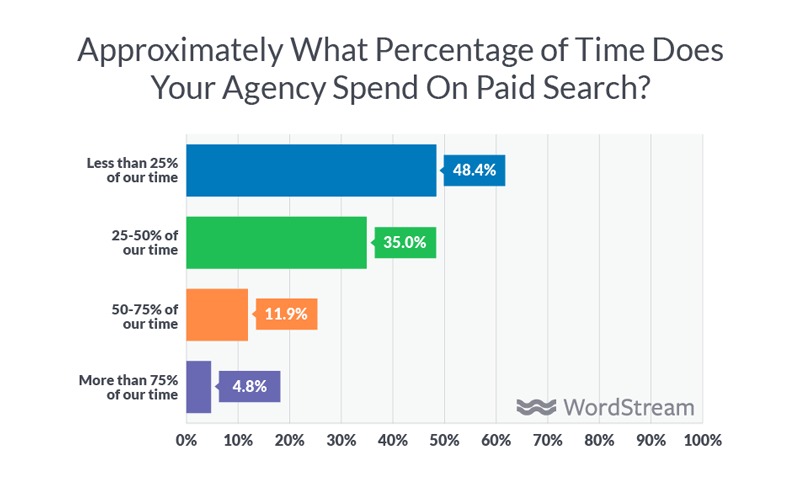 Approximately What Percentage of Time Does
Your Agency Spend On Paid Search?
Less than 25%
of our time
48.4%
25-50% of
our time
35.0%
50-75% of
our time
11.9%
More than 75%
of our time
4.8%
WordStream
0% 10% 20% 30% 40% 50% 60% 70% 80% 90% 100%